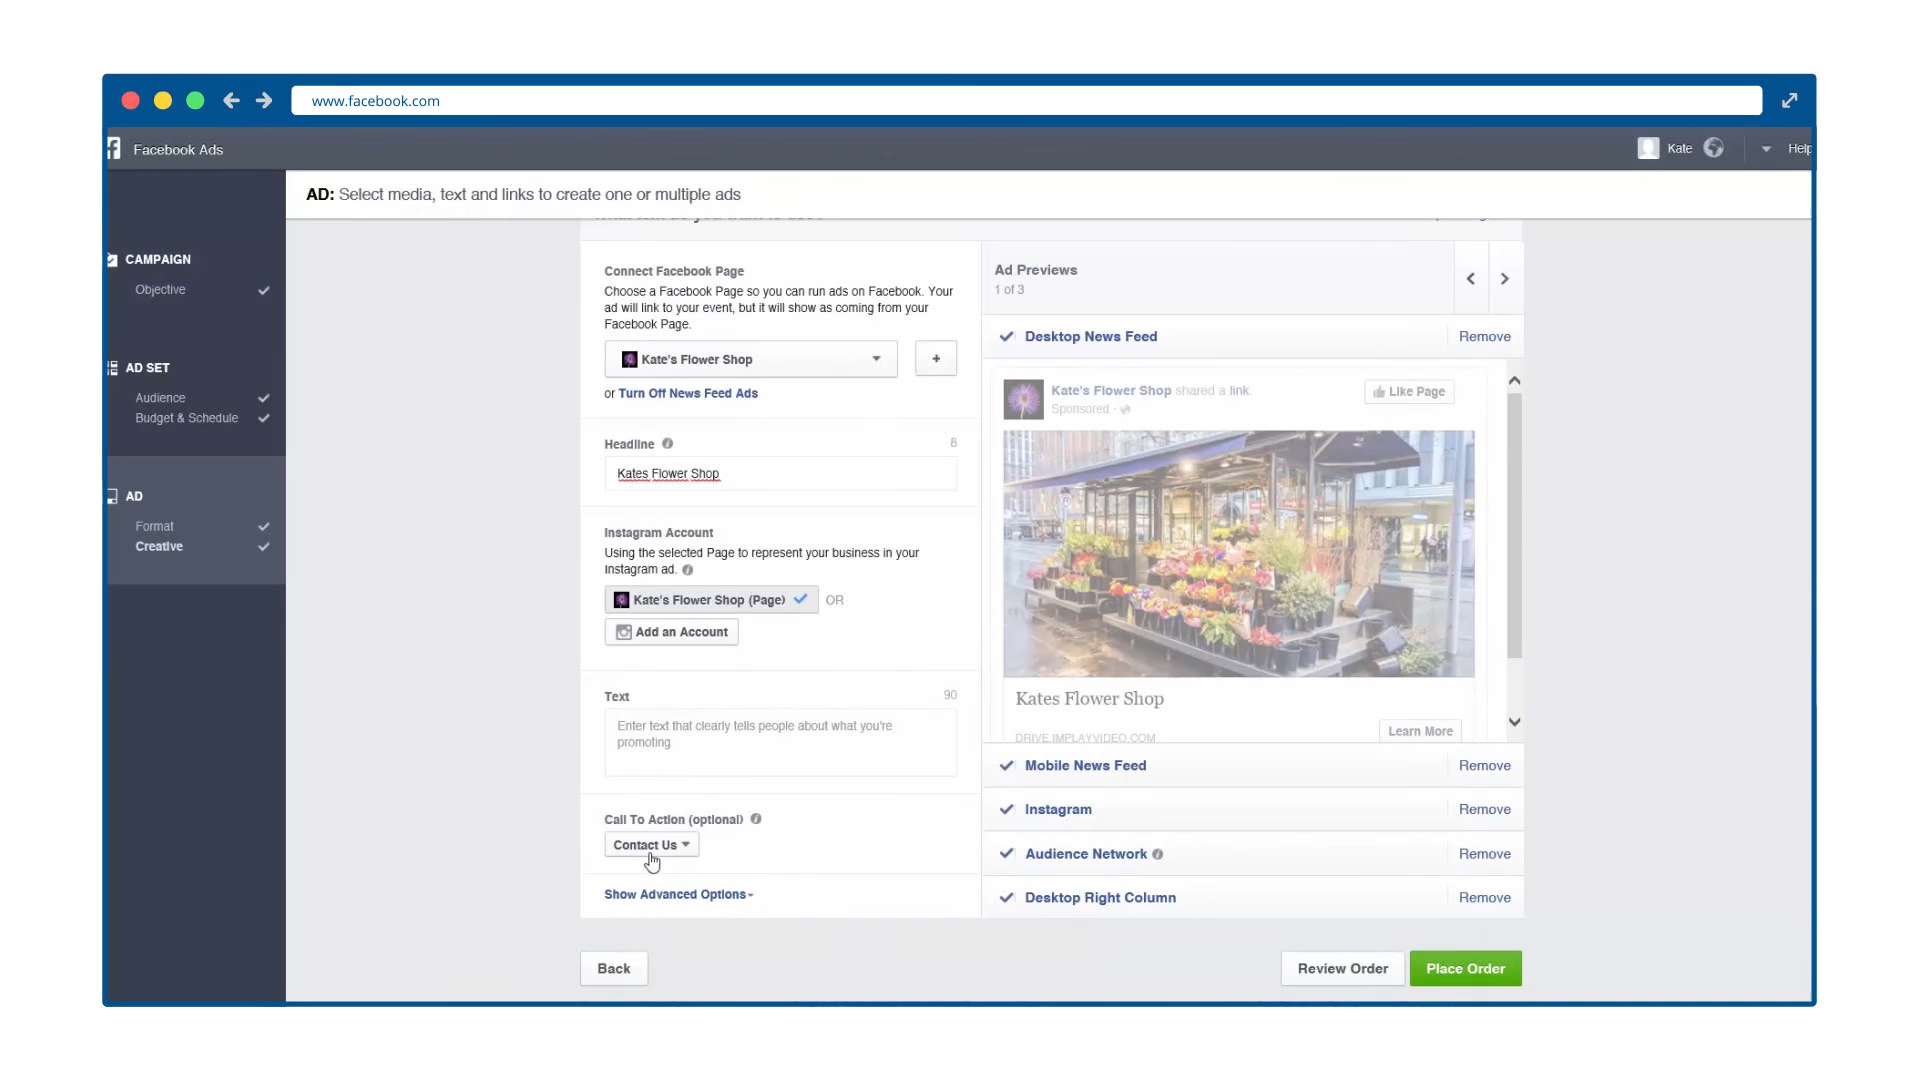 www.facebook.com
Facebook Ads
Kate
Help
AD: Select media, text and links to create one or multiple ads
CAMPAIGN
Objective
AD SET
Audience
Budget & Schedule
AD
Format
Creative
Connect Facebook Page
Choose a Facebook Page so you can run ads on Facebook. Your
ad will link to your event, but it will show as coming from your
Facebook Page.
Kate's Flower Shop
+
or Turn Off News Feed Ads
Headline
8
Kates Flower Shop
Instagram Account
Using the selected Page to represent your business in your
Instagram ad.
Kate's Flower Shop (Page)
OR
Add an Account
Text
90
Enter text that clearly tells people about what you're
promoting
Call To Action (optional)
Contact Us
Show Advanced Options
Ad Previews
1 of 3
Desktop News Feed
Remove
Kate's Flower Shop shared a link.
Sponsored ·
Like Page
Kates Flower Shop
DRIVE.IMPLAYVIDEO.COM
Learn More
Mobile News Feed
Remove
Instagram
Remove
Audience Network
Remove
Desktop Right Column
Remove
Back
Review Order
Place Order